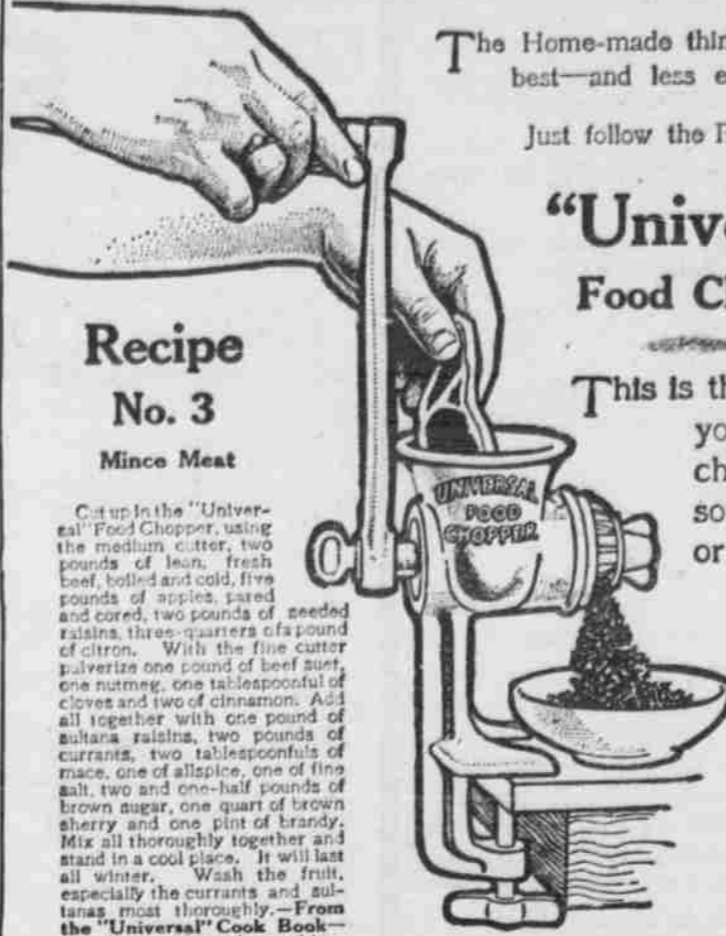 The Home-made thin
best—and less e
Just follow the
"Unive
Food C
This is th
yo
ch
so
or
Recipe
No. 3
Mince Meat
Cut up in the "Univer-
sal" Food Chopper, using
the medium cutter, two
pounds of lean, fresh
beef, boiled and cold, five
pounds of apples, pared
and cored, two pounds of seeded
raisins, three-quarters of a pound
of citron. With the fine cutter
pulverize one pound of beef suet,
one nutmeg, one tablespoonful of
cloves and two of cinnamon. Add
all together with one pound of
sultana raisins, two pounds of
currants, two tablespoonfuls of
mace, one of allspice, one of fine
salt, two and one-half pounds of
brown sugar, one quart of brown
sherry and one pint of brandy.
Mix all thoroughly together and
stand in a cool place. It will last
all winter. Wash the fruit,
especially the currants and sul-
tanas most thoroughly.—From
the "Universal" Cook Book—
UNIVERSAL
FOOD
CHOPPER